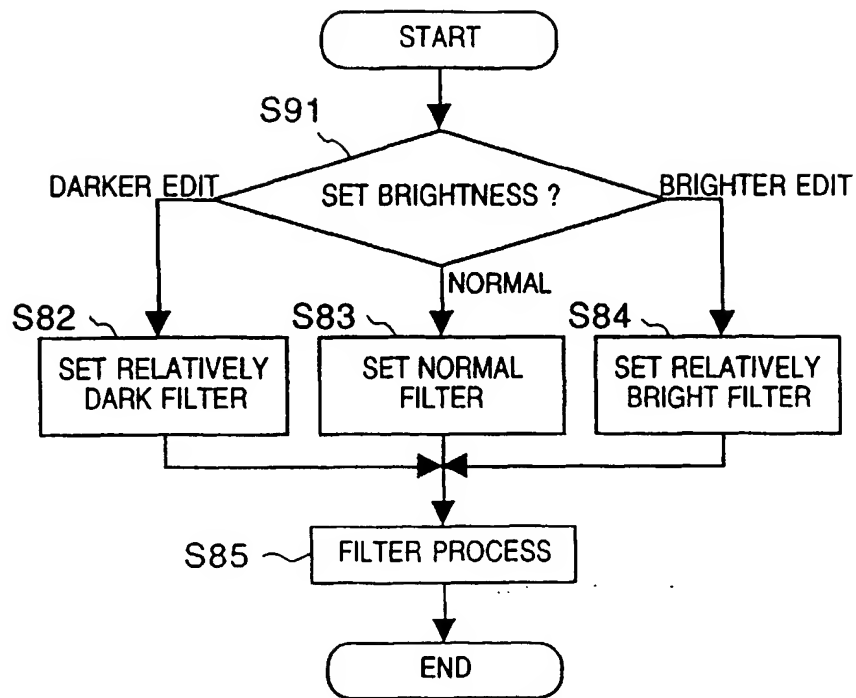 START
S91
DARKER EDIT
SET BRIGHTNESS ?
BRIGHTER EDIT
NORMAL
S82
S83
S84
SET RELATIVELY
DARK FILTER
SET NORMAL
FILTER
SET RELATIVELY
BRIGHT FILTER
S85
FILTER PROCESS
END